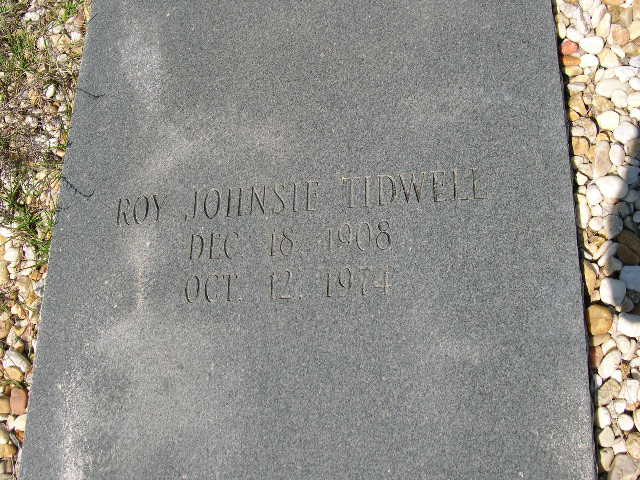 ROY JOHNSIE TIDWELL
DEC 18, 1908
OCT. 12, 1974